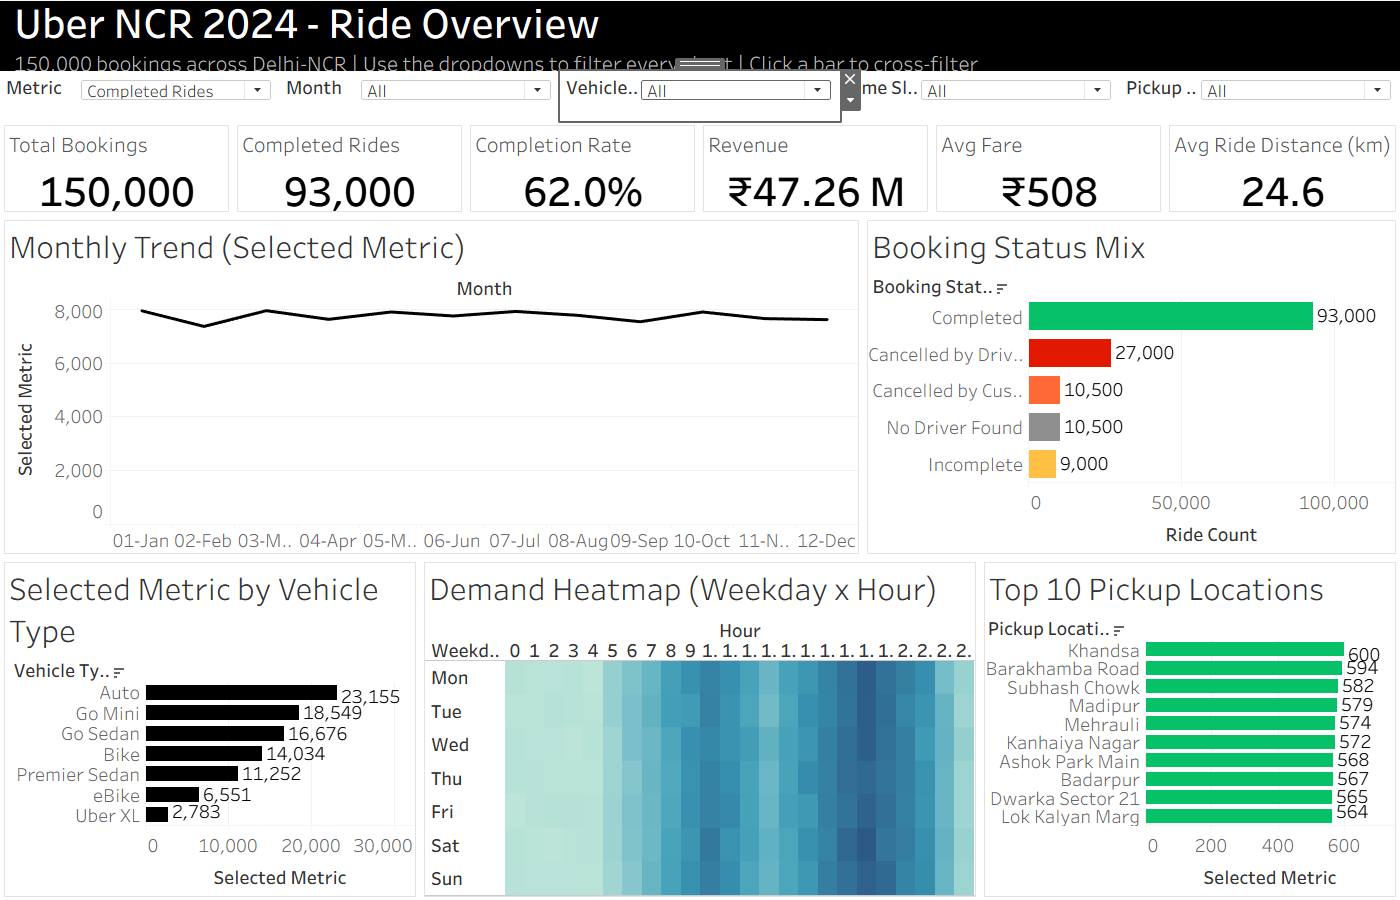 Uber NCR 2024 - Ride Overview
150,000 bookings across Delhi-NCR | Use the dropdowns to filter every | Click a bar to cross-filter
Metric Completed Rides Month All Vehicle.. All me Sl.. All Pickup .. All
Total Bookings
150,000
Completed Rides
93,000
Completion Rate
62.0%
Revenue
₹47.26 M
Avg Fare
₹508
Avg Ride Distance (km)
24.6
Monthly Trend (Selected Metric)
Month
Selected Metric
8,000
6,000
4,000
2,000
0
01-Jan 02-Feb 03-M.. 04-Apr 05-M.. 06-Jun 07-Jul 08-Aug 09-Sep 10-Oct 11-N.. 12-Dec
Booking Status Mix
Booking Stat..
Completed 93,000
Cancelled by Driv.. 27,000
Cancelled by Cus.. 10,500
No Driver Found 10,500
Incomplete 9,000
0 50,000 100,000
Ride Count
Selected Metric by Vehicle
Type
Vehicle Ty..
Auto 23,155
Go Mini 18,549
Go Sedan 16,676
Bike 14,034
Premier Sedan 11,252
eBike 6,551
Uber XL 2,783
0 10,000 20,000 30,000
Selected Metric
Demand Heatmap (Weekday x Hour)
Hour
Weekd.. 0 1 2 3 4 5 6 7 8 9 1. 1. 1. 1. 1. 1. 1. 1. 1. 1. 2. 2. 2. 2.
Mon
Tue
Wed
Thu
Fri
Sat
Sun
Top 10 Pickup Locations
Pickup Locati..
Khandsa 600
Barakhamba Road 594
Subhash Chowk 582
Madipur 579
Mehrauli 574
Kanhaiya Nagar 572
Ashok Park Main 568
Badarpur 567
Dwarka Sector 21 565
Lok Kalyan Marg 564
0 200 400 600
Selected Metric